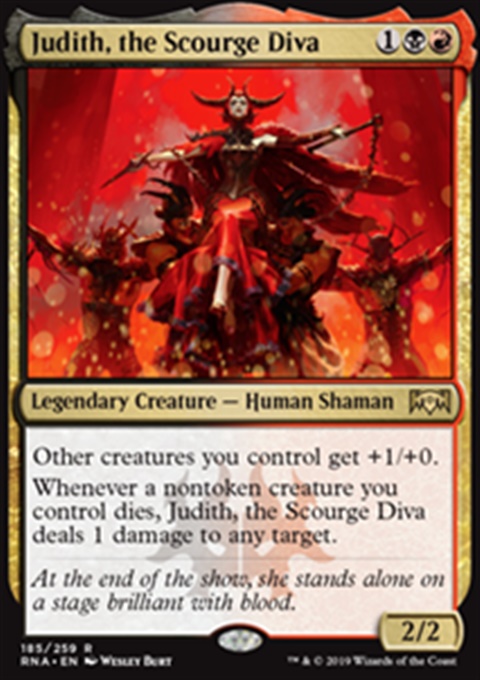 Judith, the Scourge Diva 1
Legendary Creature — Human Shaman
Other creatures you control get +1/+0.
Whenever a nontoken creature you
control dies, Judith, the Scourge Diva
deals 1 damage to any target.
At the end of the show, she stands alone on
a stage brilliant with blood.
2/2
185/259 R
RNA • EN Wesley Burt
™ & © 2019 Wizards of the Coast